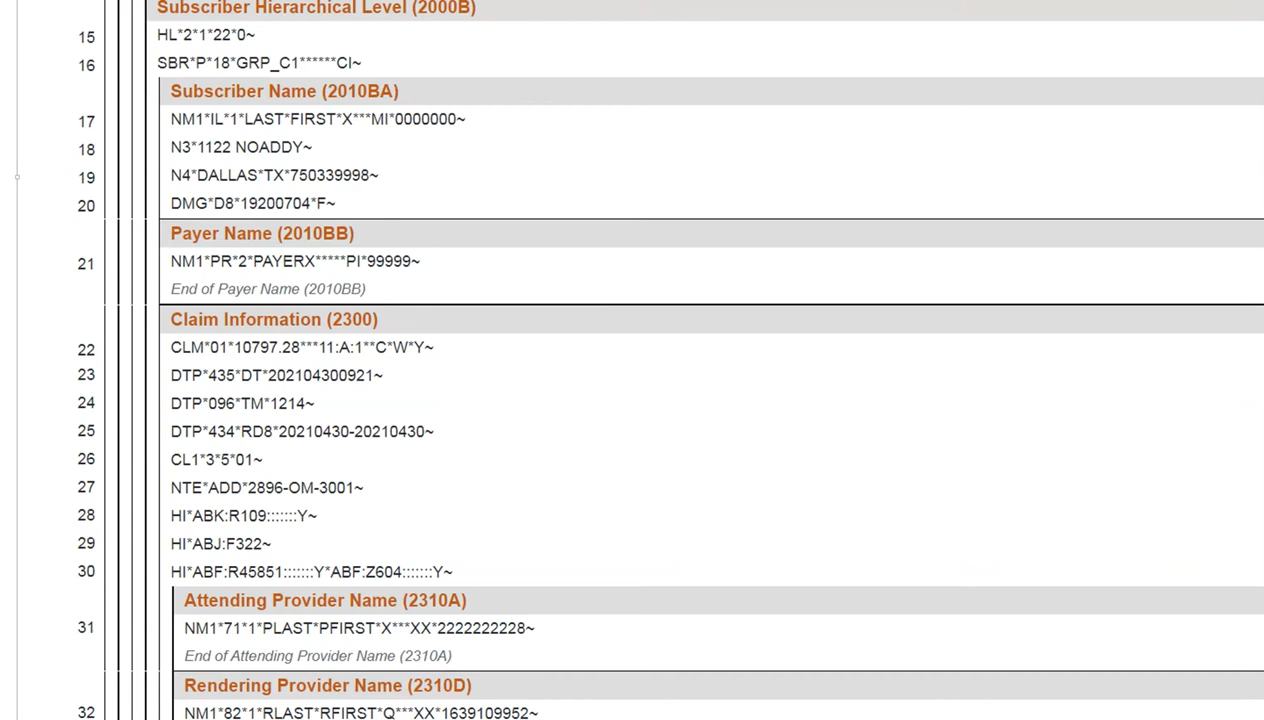 Subscriber Hierarchical Level (2000B)
15 HL*2*1*22*0~
16 SBR*P*18*GRP_C1******CI~
Subscriber Name (2010BA)
17 NM1*IL*1*LAST*FIRST*X***MI*0000000~
18 N3*1122 NOADDY~
19 N4*DALLAS*TX*750339998~
20 DMG*D8*19200704*F~
Payer Name (2010BB)
21 NM1*PR*2*PAYERX*****PI*99999~
End of Payer Name (2010BB)
Claim Information (2300)
22 CLM*01*10797.28***11:A:1**C*W*Y~
23 DTP*435*DT*202104300921~
24 DTP*096*TM*1214~
25 DTP*434*RD8*20210430-20210430~
26 CL1*3*5*01~
27 NTE*ADD*2896-OM-3001~
28 HI*ABK:R109:::::::Y~
29 HI*ABJ:F322~
30 HI*ABF:R45851:::::::Y*ABF:Z604:::::::Y~
Attending Provider Name (2310A)
31 NM1*71*1*PLAST*PFIRST*X***XX*2222222228~
End of Attending Provider Name (2310A)
Rendering Provider Name (2310D)
32 NM1*82*1*RLAST*RFIRST*Q***XX*1639109952~